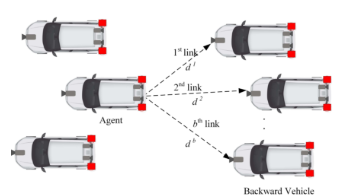 1st link
d 1
2nd link
d 2
Agent
bth link
d b
.
.
Backward Vehicle